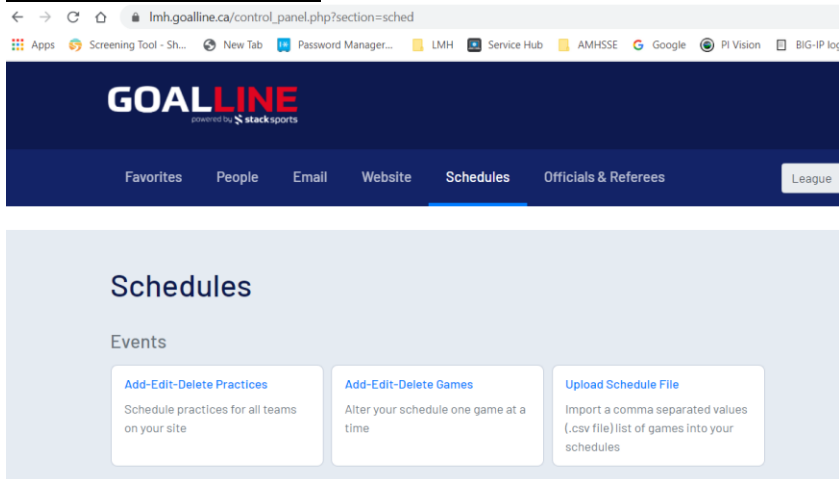 lmh.goalline.ca/control_panel.php?section=sched
Apps Screening Tool - Sh... New Tab Password Manager... LMH Service Hub AMHSSE Google PI Vision BIG-IP log
GOALLINE
powered by stack sports
Favorites People Email Website Schedules Officials & Referees League
Schedules
Events
Add-Edit-Delete Practices Add-Edit-Delete Games Upload Schedule File
Schedule practices for all teams Alter your schedule one game at a Import a comma separated values
on your site time (.csv file) list of games into your
schedules